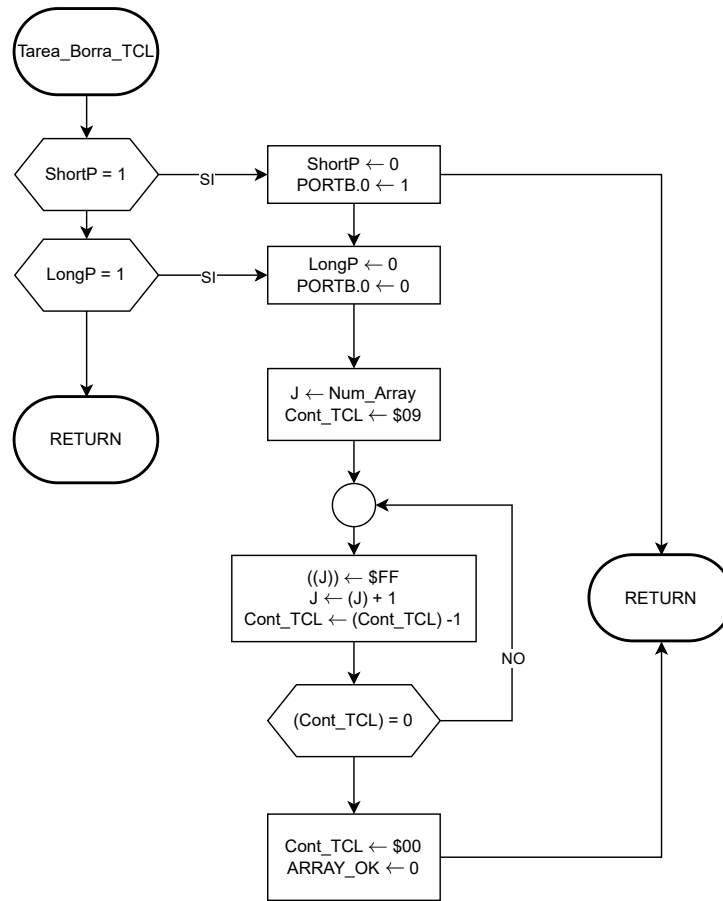 Tarea_Borra_TCL
ShortP = 1
SI
ShortP ← 0
PORTB.0 ← 1
LongP = 1
SI
LongP ← 0
PORTB.0 ← 0
J ← Num_Array
Cont_TCL ← $09
RETURN
((J)) ← $FF
J ← (J) + 1
Cont_TCL ← (Cont_TCL) -1
RETURN
NO
(Cont_TCL) = 0
Cont_TCL ← $00
ARRAY_OK ← 0